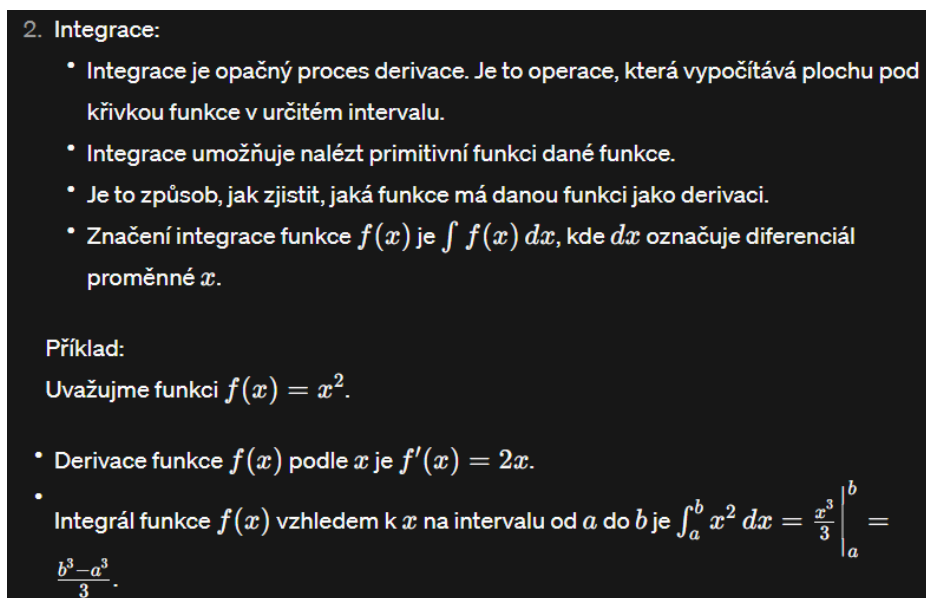 2. Integrace:
• Integrace je opačný proces derivace. Je to operace, která vypočítává plochu pod
křivkou funkce v určitém intervalu.
• Integrace umožňuje nalézt primitivní funkci dané funkce.
• Je to způsob, jak zjistit, jaká funkce má danou funkci jako derivaci.
• Značení integrace funkce f(x) je ∫ f(x) dx, kde dx označuje diferenciál
proměnné x.
Příklad:
Uvažujme funkci f(x) = x².
• Derivace funkce f(x) podle x je f′(x) = 2x.
• Integrál funkce f(x) vzhledem k x na intervalu od a do b je ∫ₐᵇ x² dx = x³/3 |ₐᵇ =
(b³−a³)/3.